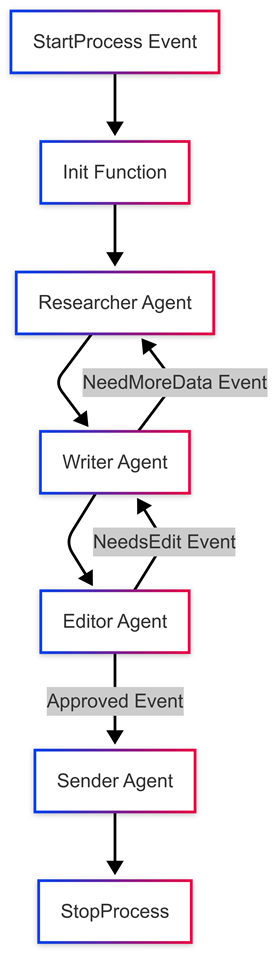 StartProcess Event
Init Function
Researcher Agent
NeedMoreData Event
Writer Agent
NeedsEdit Event
Editor Agent
Approved Event
Sender Agent
StopProcess